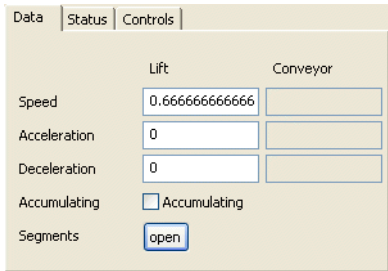 Data Status Controls
Lift Conveyor
Speed 0.666666666666
Acceleration 0
Deceleration 0
Accumulating Accumulating
Segments open